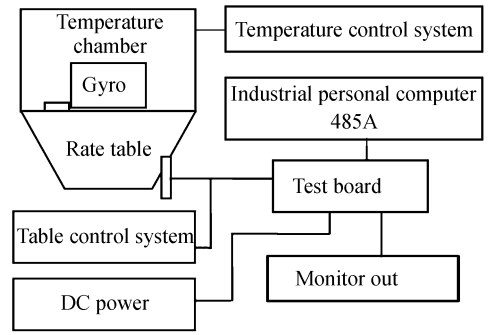 Temperature
chamber
Temperature control system
Gyro
Industrial personal computer
485A
Rate table
Test board
Table control system
Monitor out
DC power